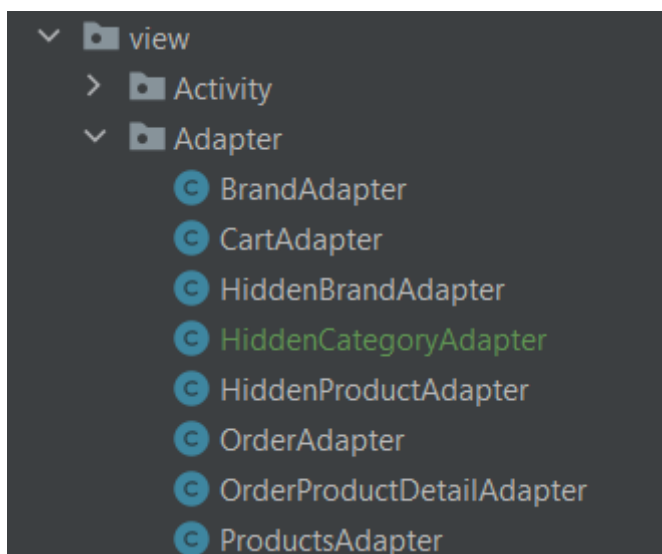 view
Activity
Adapter
C BrandAdapter
C CartAdapter
C HiddenBrandAdapter
C HiddenCategoryAdapter
C HiddenProductAdapter
C OrderAdapter
C OrderProductDetailAdapter
C ProductsAdapter